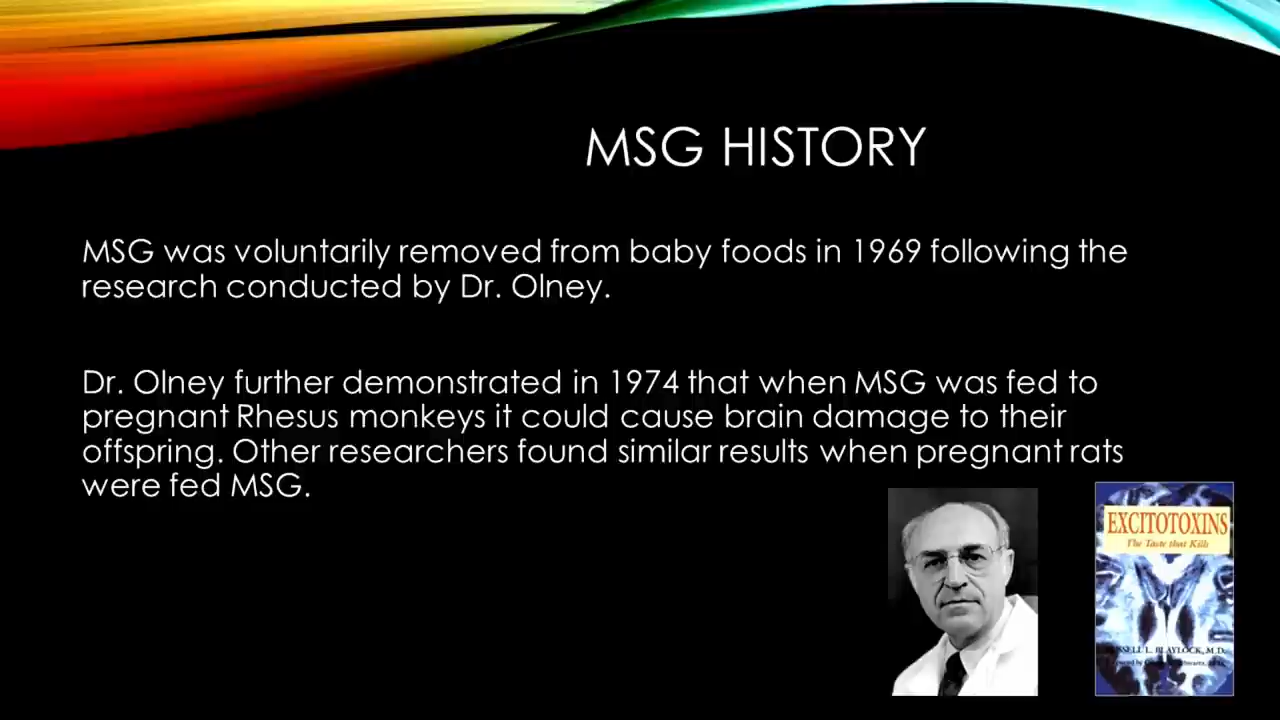 MSG HISTORY
MSG was voluntarily removed from baby foods in 1969 following the
research conducted by Dr. Olney.
Dr. Olney further demonstrated in 1974 that when MSG was fed to
pregnant Rhesus monkeys it could cause brain damage to their
offspring. Other researchers found similar results when pregnant rats
were fed MSG.
EXCITOTOXINS
The Taste that Kills
RUSSELL L. BLAYLOCK, M.D.